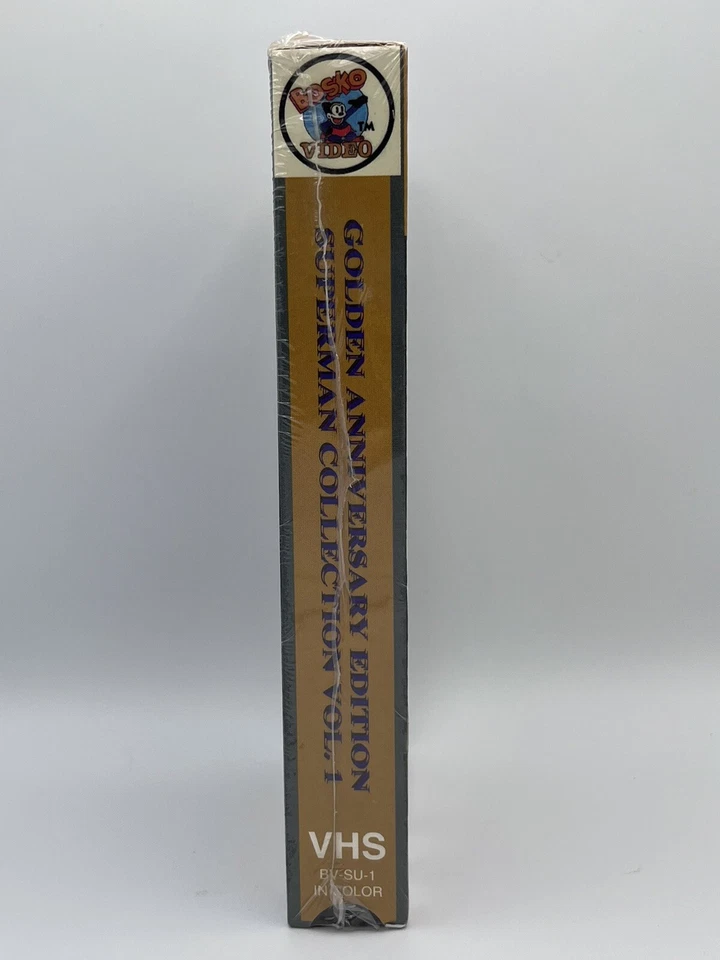 BOSKO
TM
VIDEO
GOLDEN ANNIVERSARY EDITION
SUPERMAN COLLECTION VOL. 1
VHS
BV-SU-1
IN COLOR